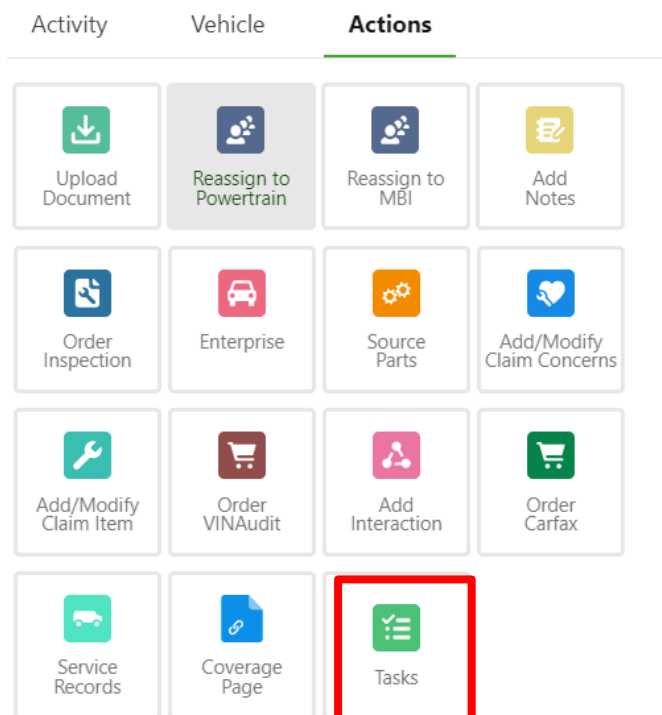 Activity Vehicle Actions
Upload Document
Reassign to Powertrain
Reassign to MBI
Add Notes
Order Inspection
Enterprise
Source Parts
Add/Modify Claim Concerns
Add/Modify Claim Item
Order VINAudit
Add Interaction
Order Carfax
Service Records
Coverage Page
Tasks